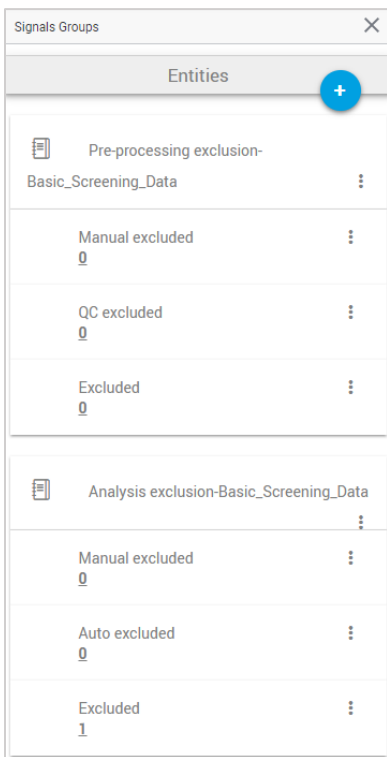 Signals Groups
Entities
+
Pre-processing exclusion-
Basic_Screening_Data
Manual excluded
0
QC excluded
0
Excluded
0
Analysis exclusion-Basic_Screening_Data
Manual excluded
0
Auto excluded
0
Excluded
1